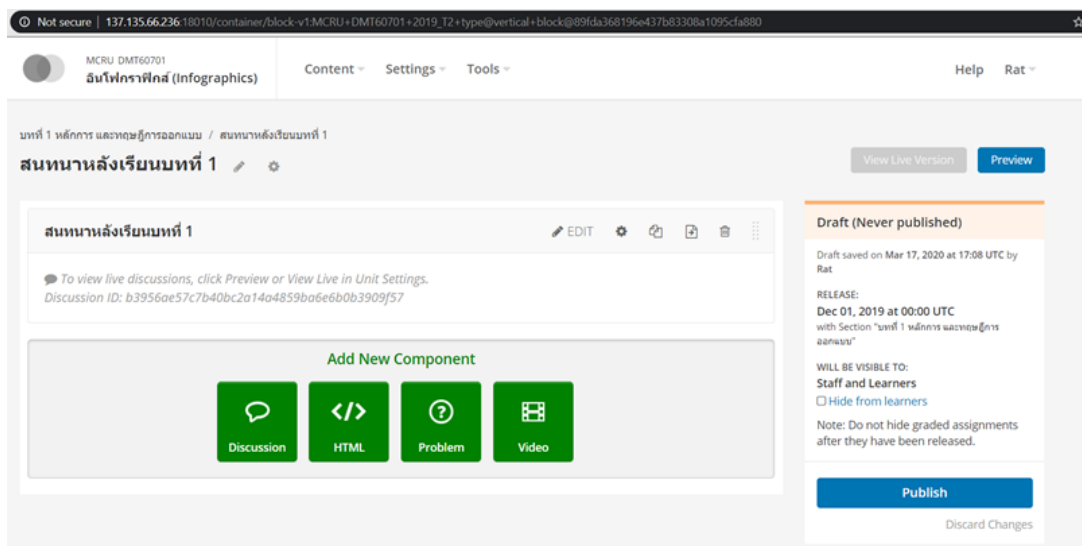 Not secure | 137.135.66.236:18010/container/block-v1:MCRU+DMT60701+2019_T2+type@vertical+block@89fda368196e437b83308a1095cfa880
MCRU DMT60701
อินโฟกราฟิกส์ (Infographics)
Content
Settings
Tools
Help
Rat
บทที่ 1 หลักการ และทฤษฎีการออกแบบ / สนทนาหลังเรียนบทที่ 1
สนทนาหลังเรียนบทที่ 1
View Live Version
Preview
สนทนาหลังเรียนบทที่ 1
EDIT
To view live discussions, click Preview or View Live in Unit Settings.
Discussion ID: b3956ae57c7b40bc2a14a4859ba6e6b0b3909f57
Add New Component
Discussion
HTML
Problem
Video
Draft (Never published)
Draft saved on Mar 17, 2020 at 17:08 UTC by
Rat
RELEASE:
Dec 01, 2019 at 00:00 UTC
with Section "บทที่ 1 หลักการ และทฤษฎีการ
ออกแบบ"
WILL BE VISIBLE TO:
Staff and Learners
Hide from learners
Note: Do not hide graded assignments
after they have been released.
Publish
Discard Changes